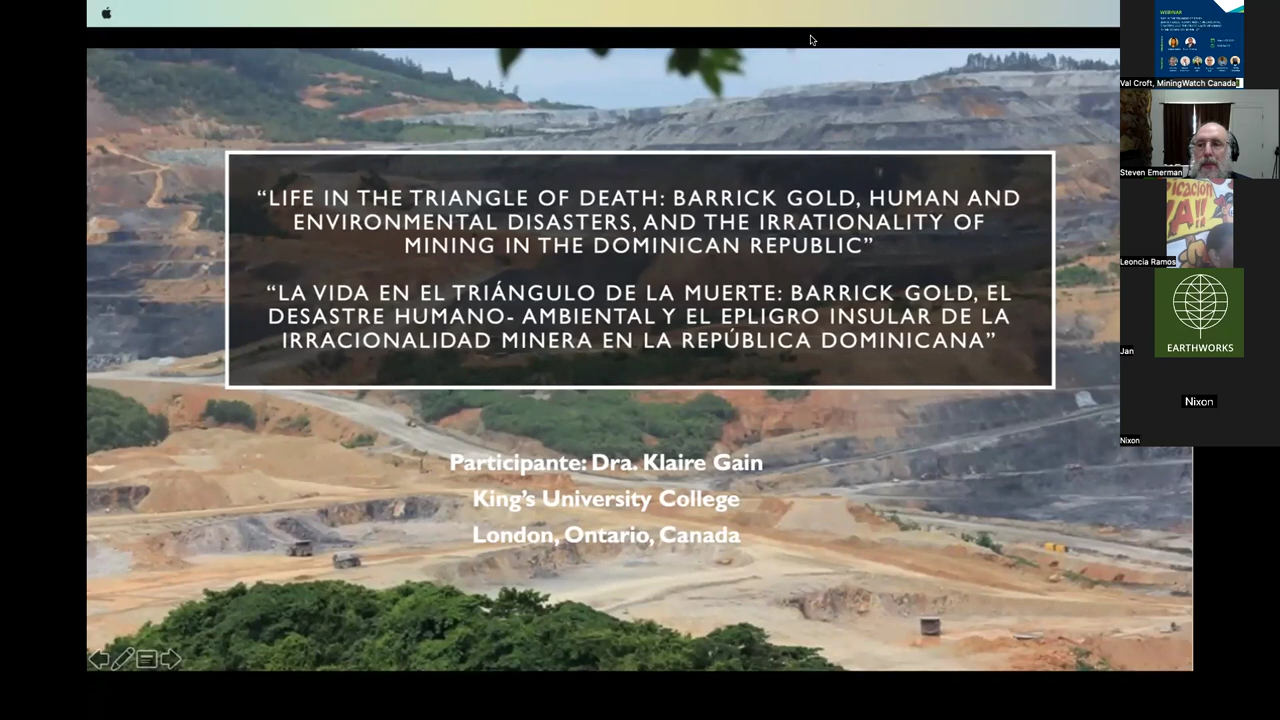 “LIFE IN THE TRIANGLE OF DEATH: BARRICK GOLD, HUMAN AND
ENVIRONMENTAL DISASTERS, AND THE IRRATIONALITY OF
MINING IN THE DOMINICAN REPUBLIC”
“LA VIDA EN EL TRIÁNGULO DE LA MUERTE: BARRICK GOLD, EL
DESASTRE HUMANO- AMBIENTAL Y EL EPLIGRO INSULAR DE LA
IRRACIONALIDAD MINERA EN LA REPÚBLICA DOMINICANA”
Participante: Dra. Klaire Gain
King’s University College
London, Ontario, Canada
WEBINAR
Val Croft, MiningWatch Canada
Steven Emerman
YA!!
Leoncia Ramos
EARTHWORKS
Jan
Nixon
Nixon